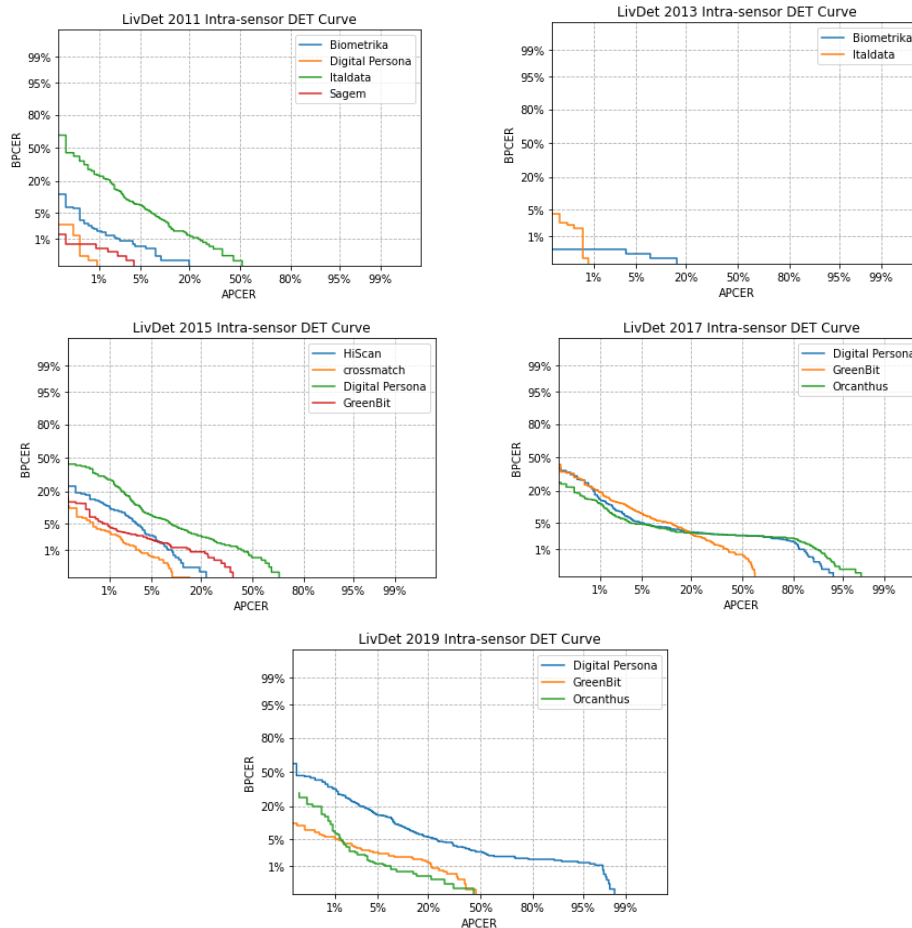 LivDet 2011 Intra-sensor DET Curve
99%
95%
80%
50%
20%
5%
1%
BPCER
Biometrika
Digital Persona
Italdata
Sagem
1% 5% 20% 50% 80% 95% 99%
APCER
LivDet 2013 Intra-sensor DET Curve
99%
95%
80%
50%
20%
5%
1%
BPCER
Biometrika
Italdata
1% 5% 20% 50% 80% 95% 99%
APCER
LivDet 2015 Intra-sensor DET Curve
99%
95%
80%
50%
20%
5%
1%
BPCER
HiScan
crossmatch
Digital Persona
GreenBit
1% 5% 20% 50% 80% 95% 99%
APCER
LivDet 2017 Intra-sensor DET Curve
99%
95%
80%
50%
20%
5%
1%
BPCER
Digital Persona
GreenBit
Orcanthus
1% 5% 20% 50% 80% 95% 99%
APCER
LivDet 2019 Intra-sensor DET Curve
99%
95%
80%
50%
20%
5%
1%
BPCER
Digital Persona
GreenBit
Orcanthus
1% 5% 20% 50% 80% 95% 99%
APCER